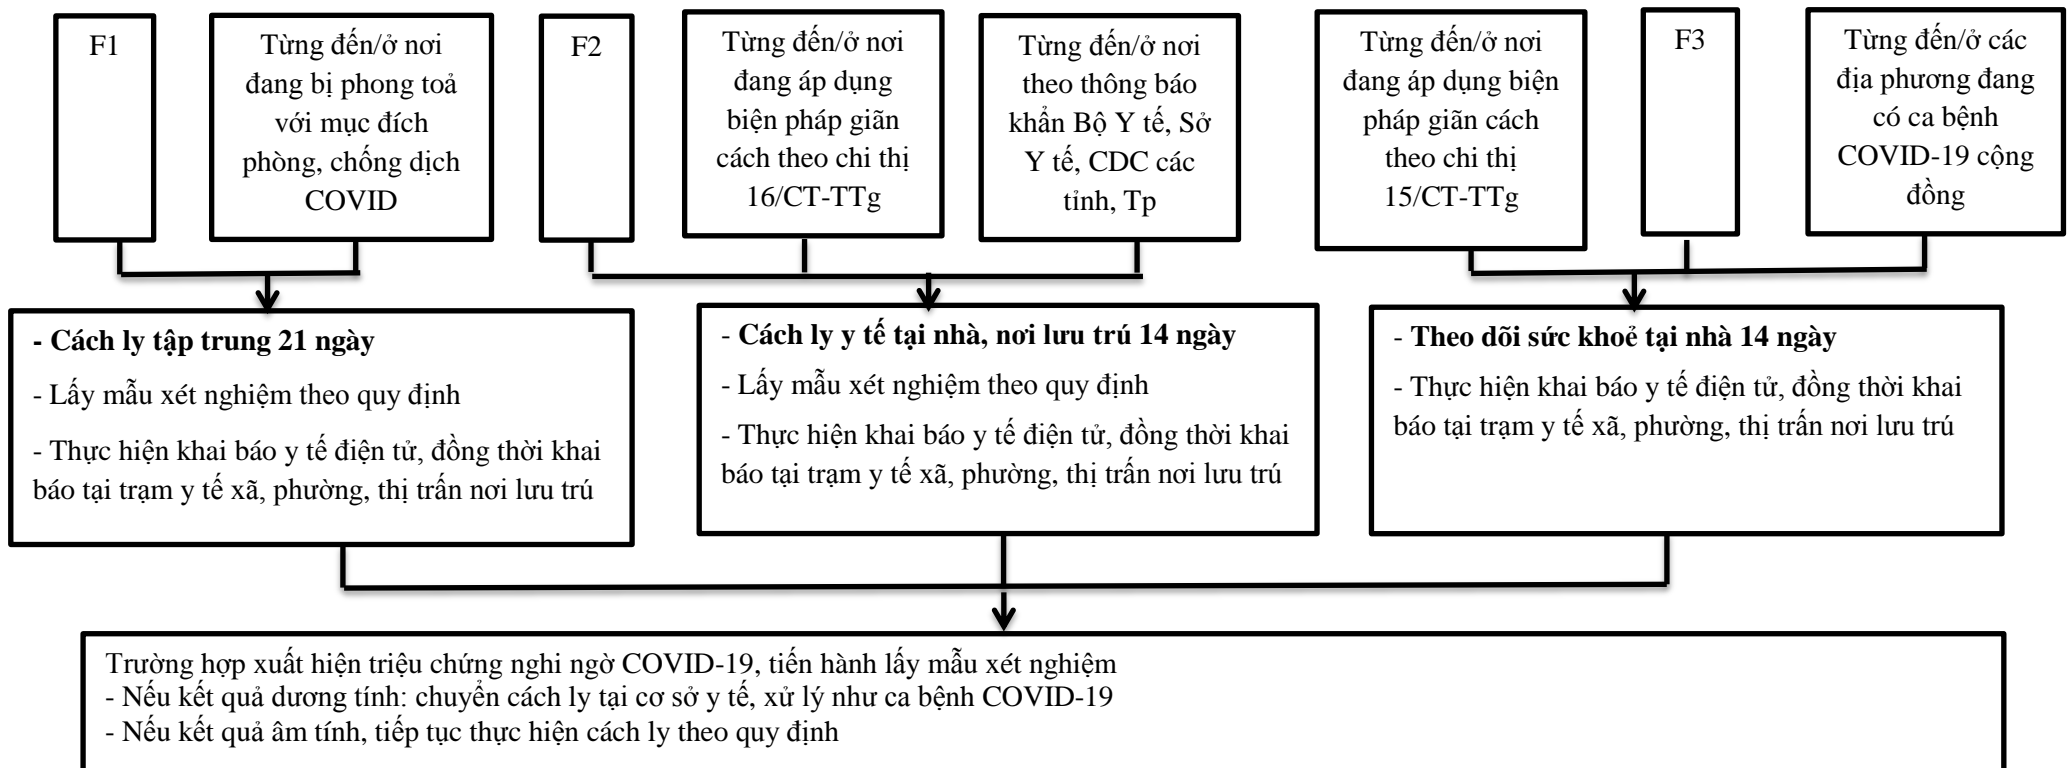 F1
Từng đến/ở nơi
đang bị phong toả
với mục đích
phòng, chống dịch
COVID
F2
Từng đến/ở nơi
đang áp dụng
biện pháp giãn
cách theo chi thị
16/CT-TTg
Từng đến/ở nơi
theo thông báo
khẩn Bộ Y tế, Sở
Y tế, CDC các
tỉnh, Tp
Từng đến/ở nơi
đang áp dụng biện
pháp giãn cách
theo chi thị
15/CT-TTg
F3
Từng đến/ở các
địa phương đang
có ca bệnh
COVID-19 cộng
đồng
- Cách ly tập trung 21 ngày
- Lấy mẫu xét nghiệm theo quy định
- Thực hiện khai báo y tế điện tử, đồng thời khai
báo tại trạm y tế xã, phường, thị trấn nơi lưu trú
- Cách ly y tế tại nhà, nơi lưu trú 14 ngày
- Lấy mẫu xét nghiệm theo quy định
- Thực hiện khai báo y tế điện tử, đồng thời khai
báo tại trạm y tế xã, phường, thị trấn nơi lưu trú
- Theo dõi sức khoẻ tại nhà 14 ngày
- Thực hiện khai báo y tế điện tử, đồng thời khai
báo tại trạm y tế xã, phường, thị trấn nơi lưu trú
Trường hợp xuất hiện triệu chứng nghi ngờ COVID-19, tiến hành lấy mẫu xét nghiệm
- Nếu kết quả dương tính: chuyển cách ly tại cơ sở y tế, xử lý như ca bệnh COVID-19
- Nếu kết quả âm tính, tiếp tục thực hiện cách ly theo quy định